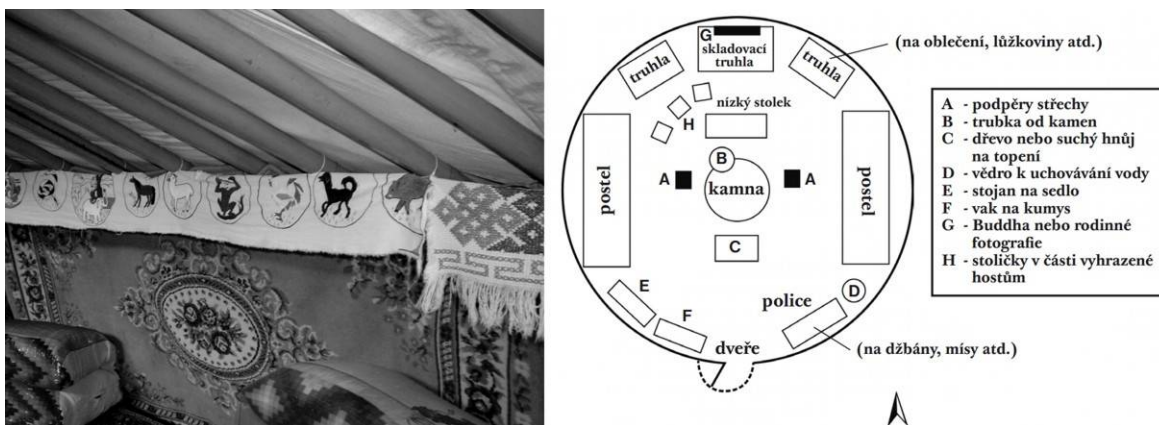 G
skladovací
truhla
truhla
truhla
(na oblečení, lůžkoviny atd.)
nízký stolek
H
B
A
kamna
A
postel
postel
C
E
F
police
D
dveře
(na džbány, mísy atd.)
A - podpěry střechy
B - trubka od kamen
C - dřevo nebo suchý hnůj
na topení
D - vědro k uchovávání vody
E - stojan na sedlo
F - vak na kumys
G - Buddha nebo rodinné
fotografie
H - stoličky v části vyhrazené
hostům